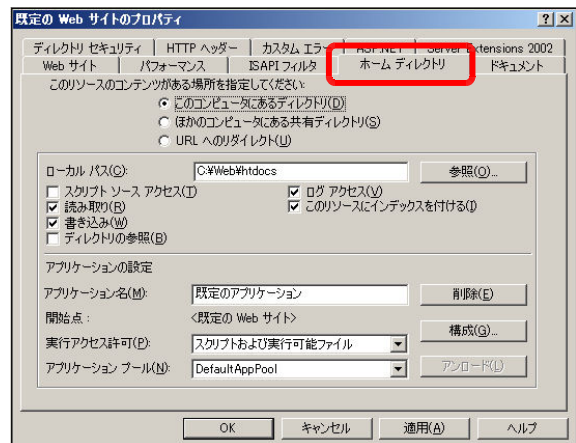 既定の Web サイトのプロパティ
ディレクトリ セキュリティ HTTP ヘッダー カスタム エラー ASP.NET Server Extensions 2002
Web サイト パフォーマンス ISAPI フィルタ ホーム ディレクトリ ドキュメント
このリソースのコンテンツがある場所を指定してください:
このコンピュータにあるディレクトリ(D)
ほかのコンピュータにある共有ディレクトリ(S)
URL へのリダイレクト(U)
ローカル パス(C): C:¥Web¥htdocs 参照(O)...
スクリプト ソース アクセス(T) ログ アクセス(V)
読み取り(R) このリソースにインデックスを付ける(I)
書き込み(W)
ディレクトリの参照(B)
アプリケーションの設定
アプリケーション名(M): 既定のアプリケーション 削除(E)
開始点 : <既定の Web サイト>
構成(G)...
実行アクセス許可(P): スクリプトおよび実行可能ファイル
アプリケーション プール(N): DefaultAppPool アンロード(L)
OK キャンセル 適用(A) ヘルプ